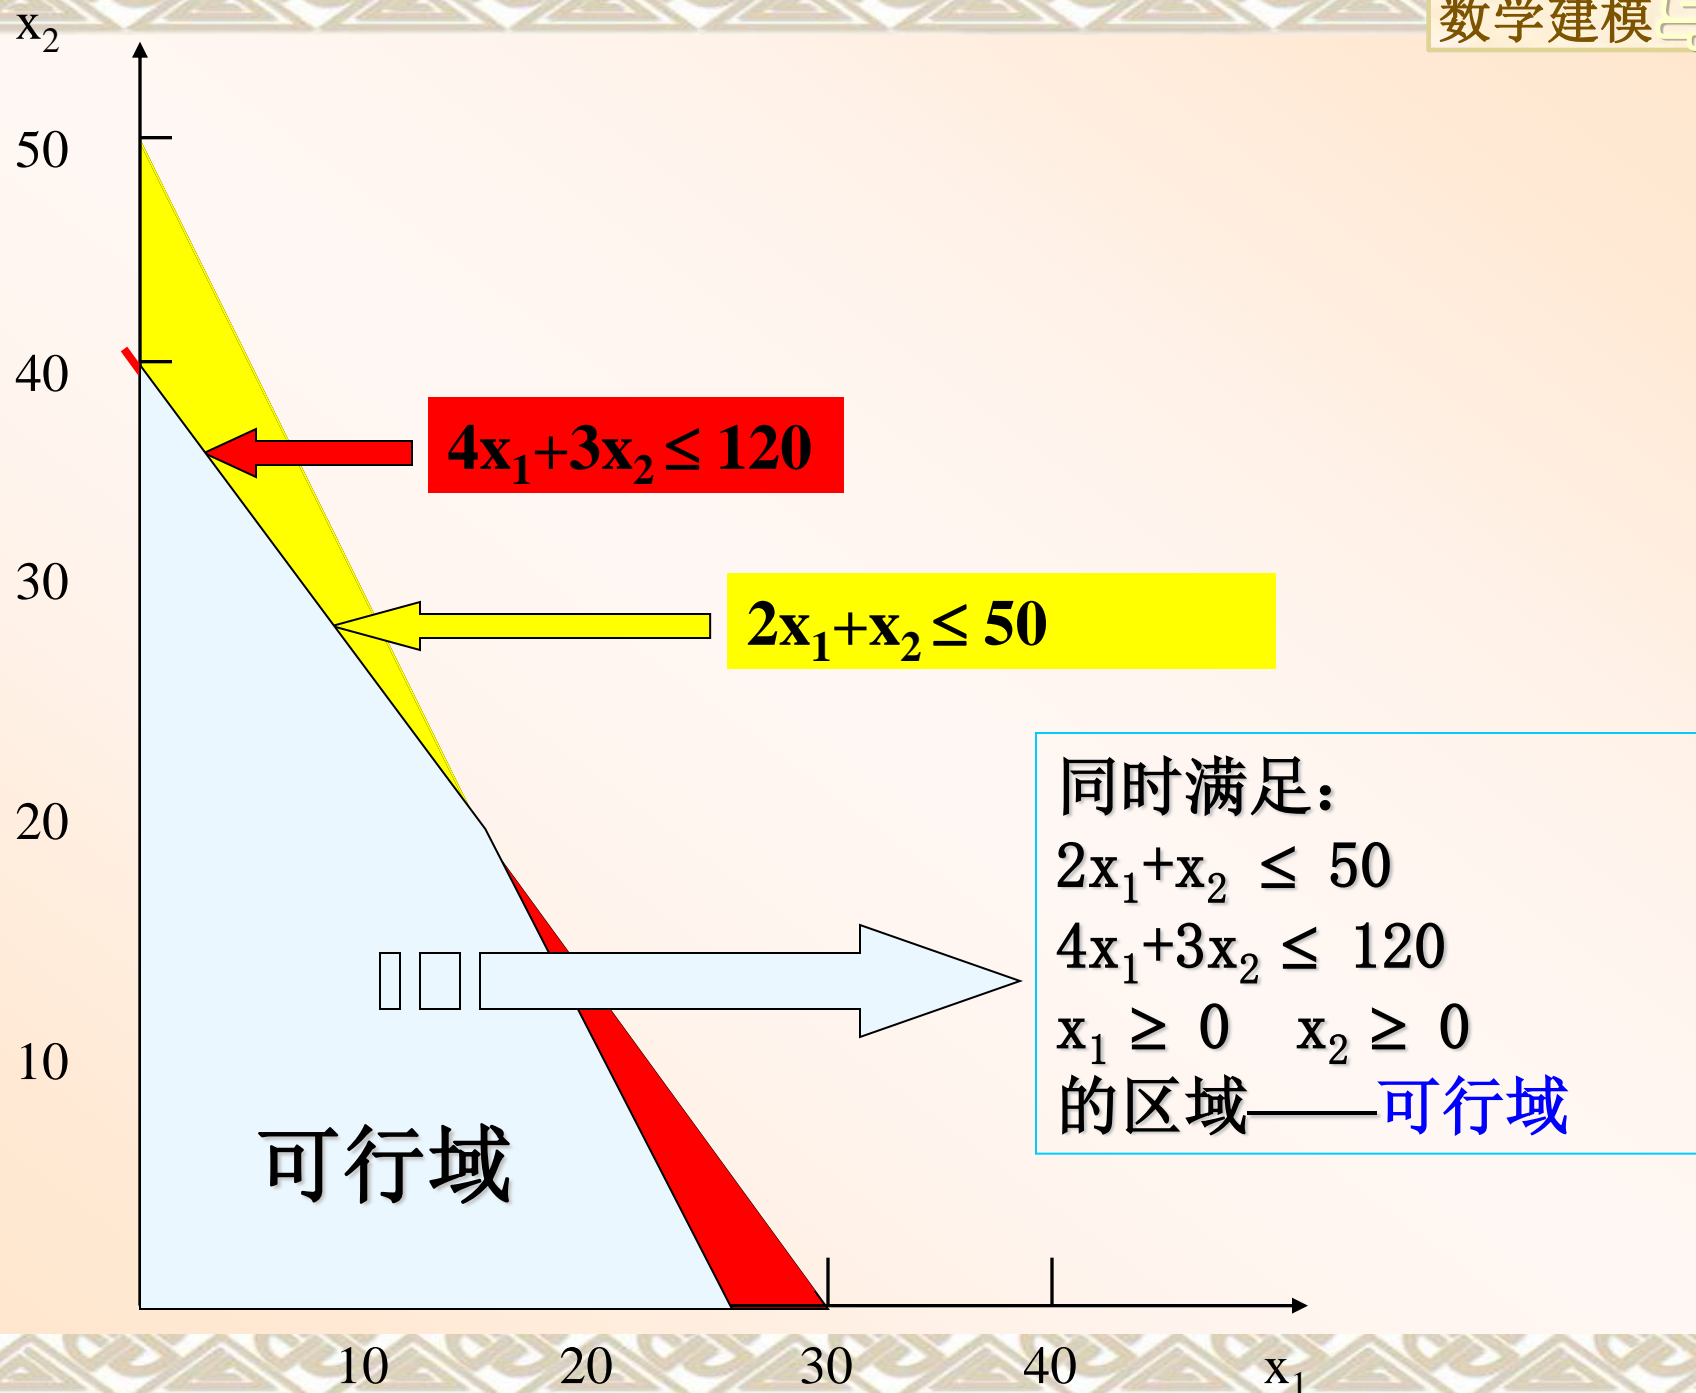 数学建模与
x₂
50
40
30
20
10
4x₁+3x₂ ≤ 120
2x₁+x₂ ≤ 50
同时满足：
2x₁+x₂ ≤ 50
4x₁+3x₂ ≤ 120
x₁ ≥ 0 x₂ ≥ 0
的区域——可行域
可行域
10 20 30 40 x₁